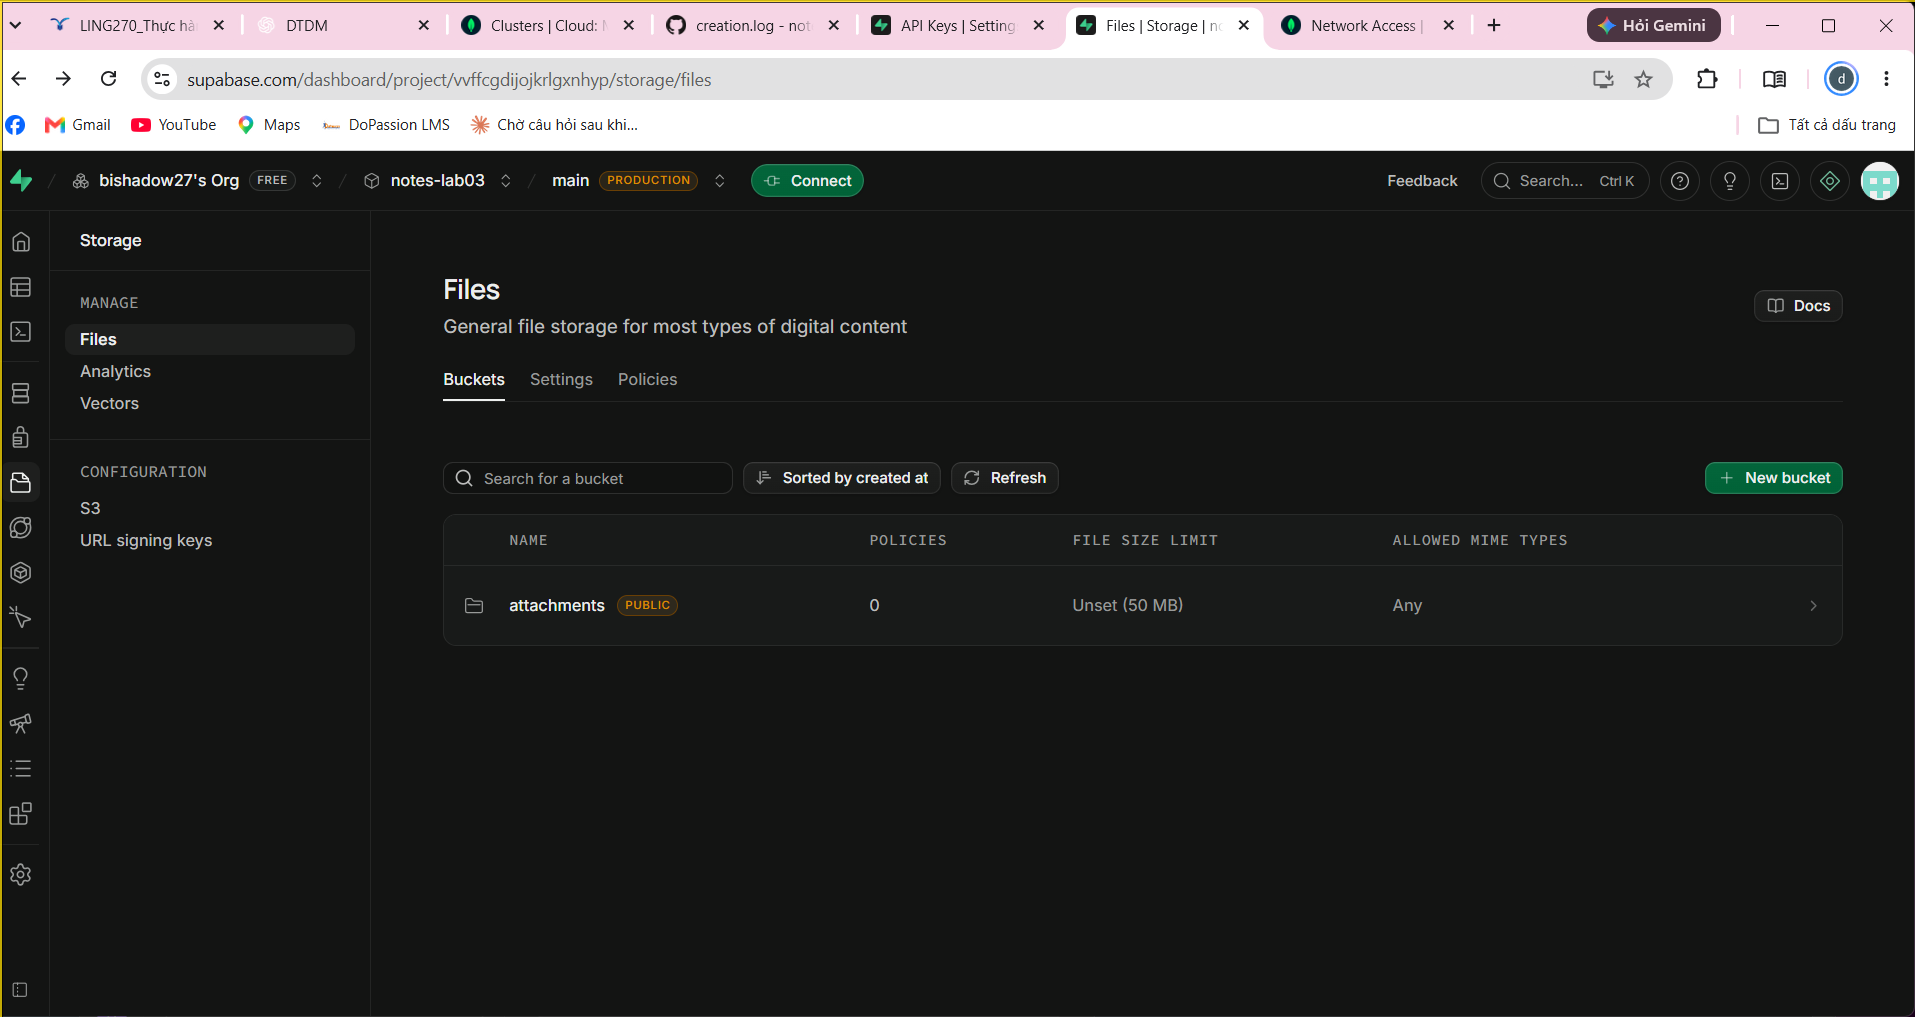 LING270_Thực hà
DTDM
Clusters | Cloud: M
creation.log - not
API Keys | Setting
Files | Storage | no
Network Access |
Hỏi Gemini
supabase.com/dashboard/project/vvffcgdijojkrlgxnhyp/storage/files
d
Gmail
YouTube
Maps
DoPassion LMS
Chờ câu hỏi sau khi...
Tất cả dấu trang
bishadow27's Org FREE / notes-lab03 / main PRODUCTION
Connect
Feedback
Search... Ctrl K
Storage
MANAGE
Files
Analytics
Vectors
CONFIGURATION
S3
URL signing keys
Files
General file storage for most types of digital content
Docs
Buckets Settings Policies
Search for a bucket
Sorted by created at
Refresh
New bucket
NAME POLICIES FILE SIZE LIMIT ALLOWED MIME TYPES
attachments PUBLIC 0 Unset (50 MB) Any